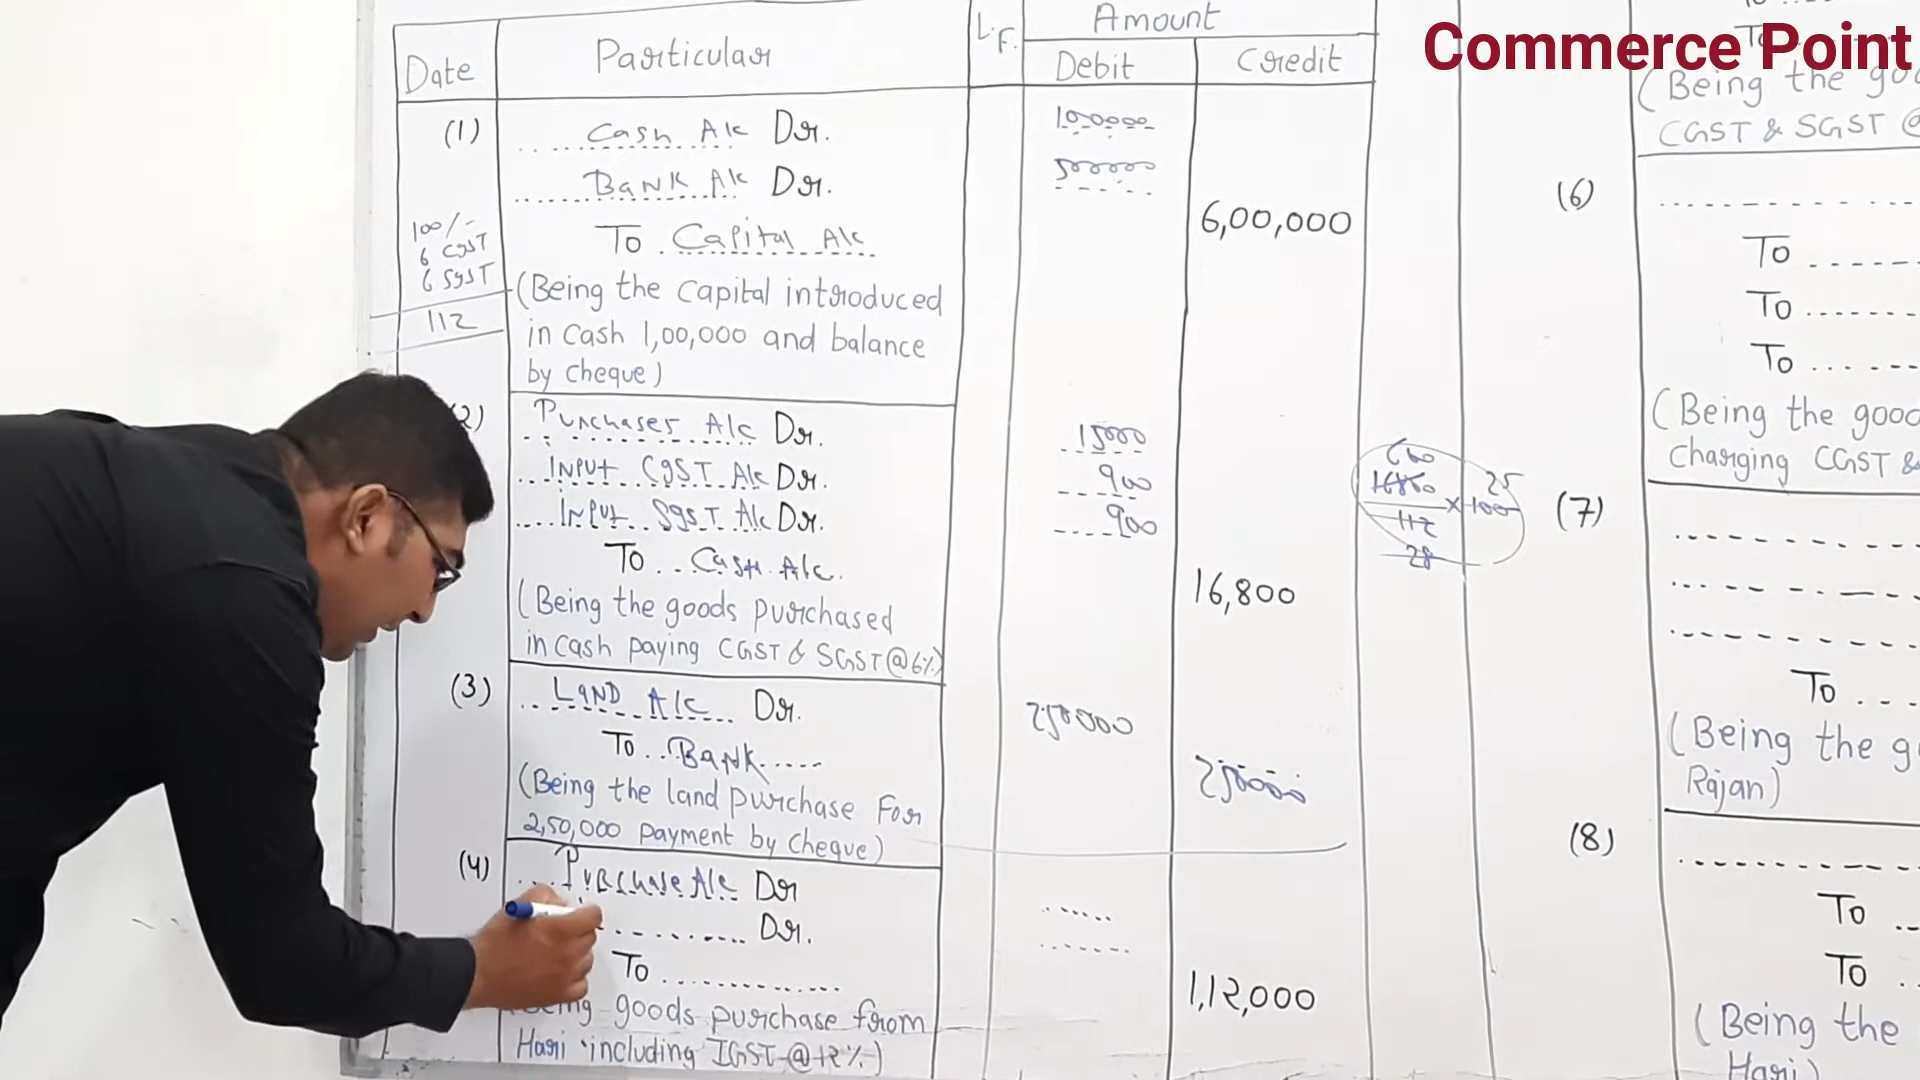 Commerce Point
Amount
Date Particular L.F. Debit Credit
(1) Cash A/c Dr. 100000
Bank A/c Dr. 500000
To Capital A/c 6,00,000
100/-
6 CGST
6 SGST
112
(Being the Capital introduced
in Cash 1,00,000 and balance
by cheque)
(2) Purchases A/c Dr. 15000
Input CGST A/c Dr. 900
Input SGST A/c Dr. 900
To Cash A/c. 16,800
(Being the goods purchased
in Cash paying CGST & SGST @6%)
25
16800 × 100
112
28
(3) LAND A/c Dr. 250000
To Bank 250000
(Being the land purchase For
2,50,000 payment by Cheque)
(4) Purchase A/c Dr
Dr.
To 1,12,000
goods purchase from
Hari including IGST @12%)
To
(Being the goo
CGST & SGST @
(6)
To
To
To
(Being the good
Charging CGST &
(7)
To
(Being the g
Rajan)
(8)
To
To
(Being the
Hari)